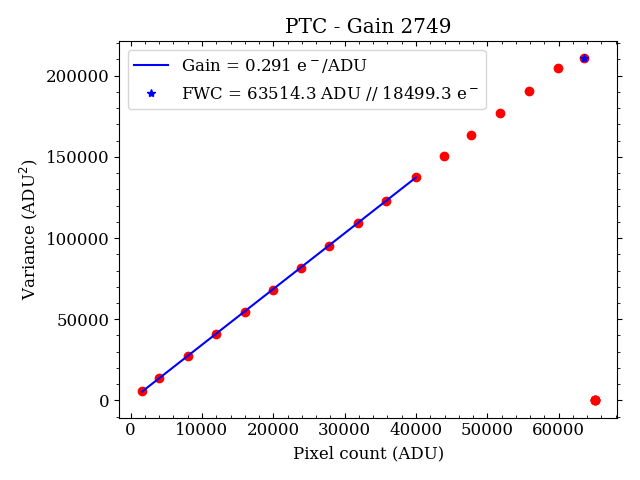 PTC - Gain 2749
Gain = 0.291 e⁻/ADU
FWC = 63514.3 ADU // 18499.3 e⁻
200000
150000
100000
50000
0
Variance (ADU²)
0 10000 20000 30000 40000 50000 60000
Pixel count (ADU)